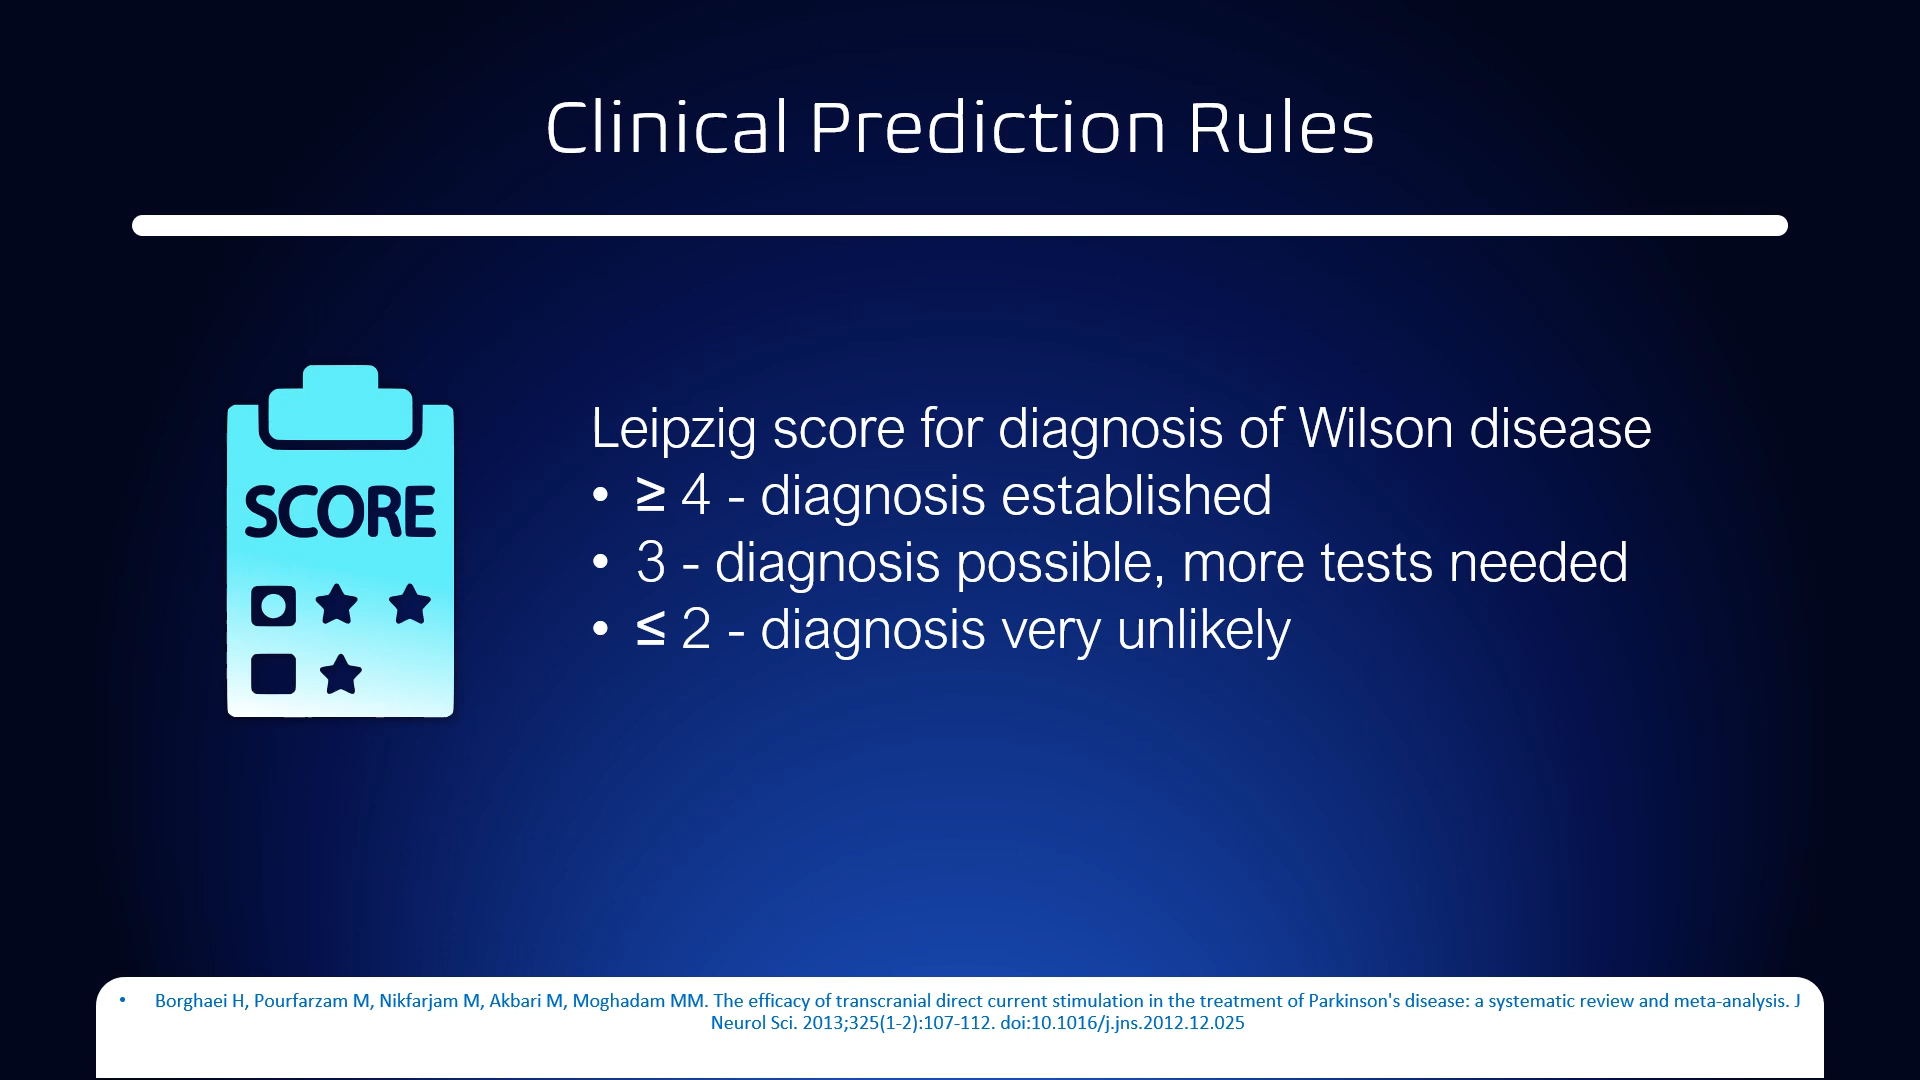 Clinical Prediction Rules
SCORE
Leipzig score for diagnosis of Wilson disease
• ≥ 4 - diagnosis established
• 3 - diagnosis possible, more tests needed
• ≤ 2 - diagnosis very unlikely
• Borghaei H, Pourfarzam M, Nikfarjam M, Akbari M, Moghadam MM. The efficacy of transcranial direct current stimulation in the treatment of Parkinson's disease: a systematic review and meta-analysis. J
Neurol Sci. 2013;325(1-2):107-112. doi:10.1016/j.jns.2012.12.025